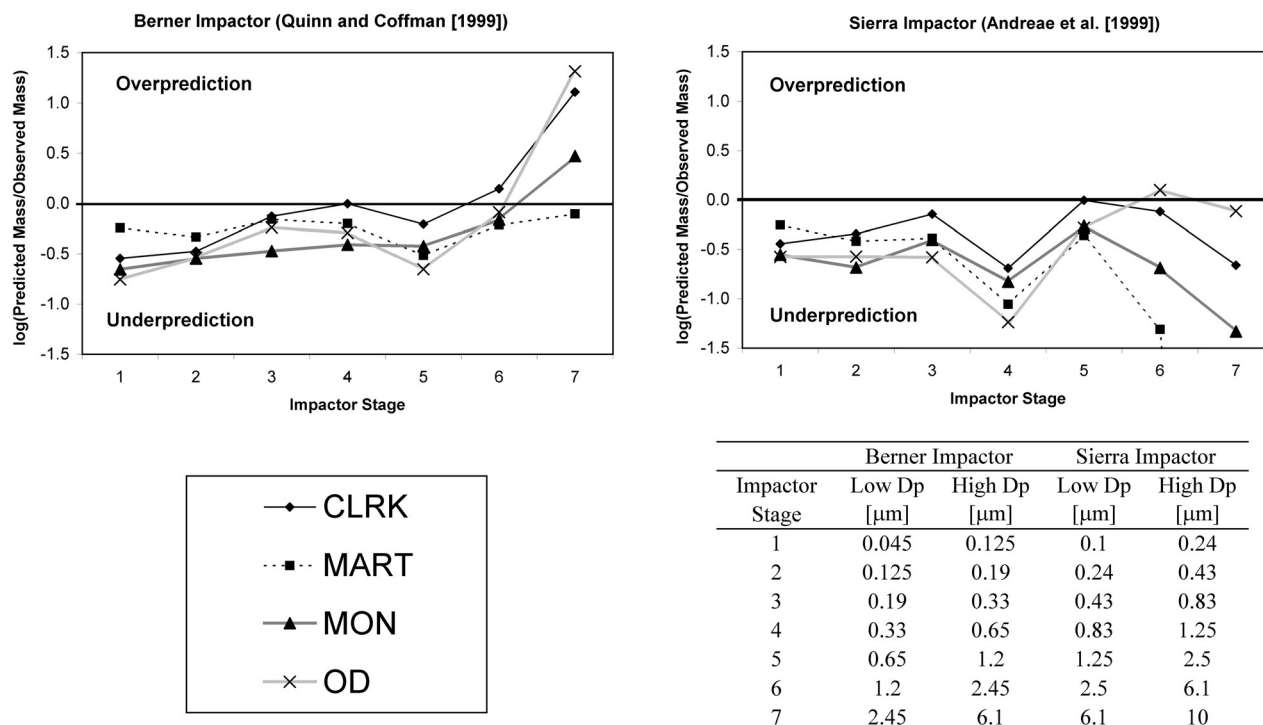 Berner Impactor (Quinn and Coffman [1999])
log(Predicted Mass/Observed Mass)
1.5
1.0
0.5
0.0
-0.5
-1.0
-1.5
Overprediction
Underprediction
1 2 3 4 5 6 7
Impactor Stage
Sierra Impactor (Andreae et al. [1999])
log(Predicted Mass/Observed Mass)
1.5
1.0
0.5
0.0
-0.5
-1.0
-1.5
Overprediction
Underprediction
1 2 3 4 5 6 7
Impactor Stage
CLRK
MART
MON
OD
Berner Impactor Sierra Impactor
Impactor Low Dp High Dp Low Dp High Dp
Stage [μm] [μm] [μm] [μm]
1 0.045 0.125 0.1 0.24
2 0.125 0.19 0.24 0.43
3 0.19 0.33 0.43 0.83
4 0.33 0.65 0.83 1.25
5 0.65 1.2 1.25 2.5
6 1.2 2.45 2.5 6.1
7 2.45 6.1 6.1 10